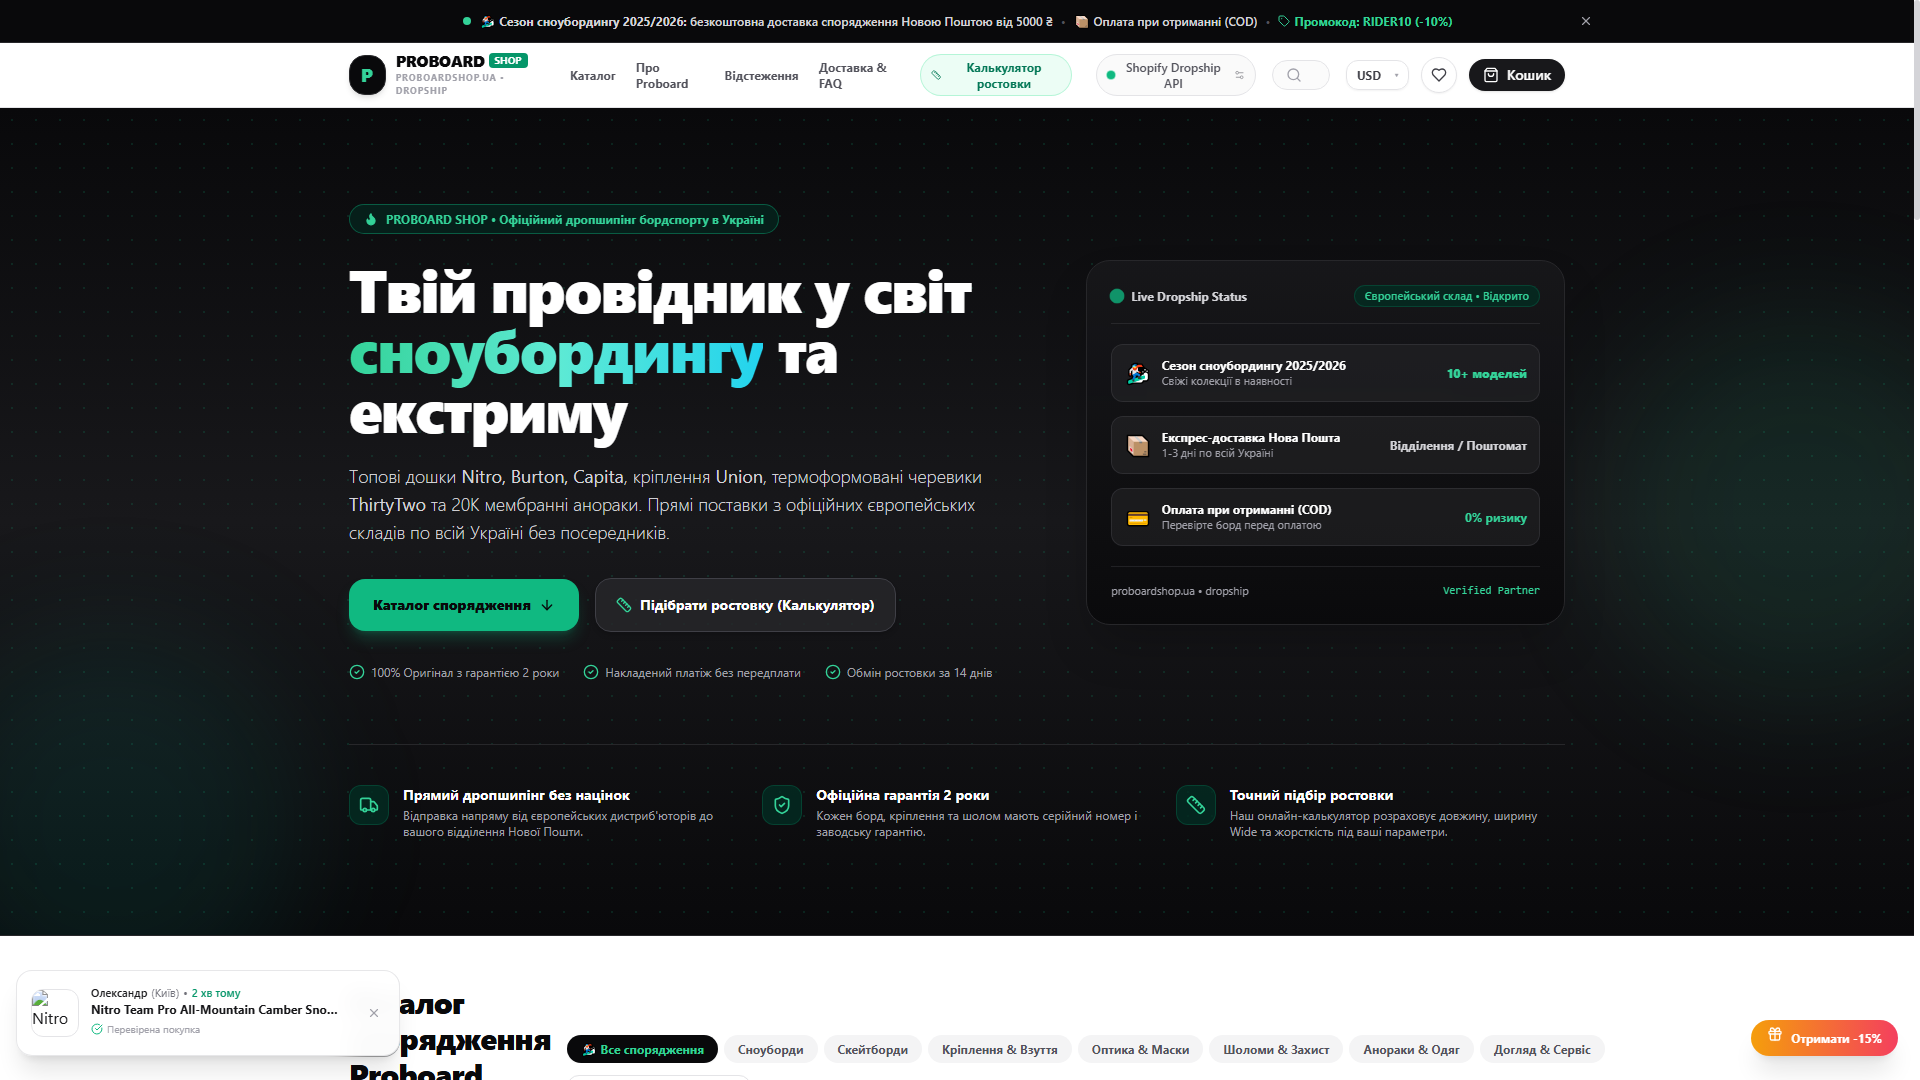 Сезон сноубордингу 2025/2026: безкоштовна доставка спорядження Новою Поштою від 5000 ₴ • Оплата при отриманні (COD) • Промокод: RIDER10 (-10%)
P
PROBOARD SHOP
PROBOARDSHOP.UA •
DROPSHIP
Каталог
Про
Proboard
Відстеження
Доставка &
FAQ
Калькулятор
ростовки
Shopify Dropship
API
USD
Кошик
PROBOARD SHOP • Офіційний дропшипінг бордспорту в Україні
Твій провідник у світ
сноубордингу та
екстриму
Топові дошки Nitro, Burton, Capita, кріплення Union, термоформовані черевики
ThirtyTwo та 20K мембранні анораки. Прямі поставки з офіційних європейських
складів по всій Україні без посередників.
Каталог спорядження
Підібрати ростовку (Калькулятор)
100% Оригінал з гарантією 2 роки
Накладений платіж без передплати
Обмін ростовки за 14 днів
Live Dropship Status
Європейський склад • Відкрито
Сезон сноубордингу 2025/2026
Свіжі колекції в наявності
10+ моделей
Експрес-доставка Нова Пошта
1-3 дні по всій Україні
Відділення / Поштомат
Оплата при отриманні (COD)
Перевірте борд перед оплатою
0% ризику
proboardshop.ua • dropship
Verified Partner
Прямий дропшипінг без націнок
Відправка напряму від європейських дистриб'юторів до
вашого відділення Нової Пошти.
Офіційна гарантія 2 роки
Кожен борд, кріплення та шолом мають серійний номер і
заводську гарантію.
Точний підбір ростовки
Наш онлайн-калькулятор розраховує довжину, ширину
Wide та жорсткість під ваші параметри.
алог
рядження
Proboard
Все спорядження
Сноуборди
Скейтборди
Кріплення & Взуття
Оптика & Маски
Шоломи & Захист
Анораки & Одяг
Догляд & Сервіс
Nitro
Олександр (Київ) • 2 хв тому
Nitro Team Pro All-Mountain Camber Sno...
Перевірена покупка
Отримати -15%